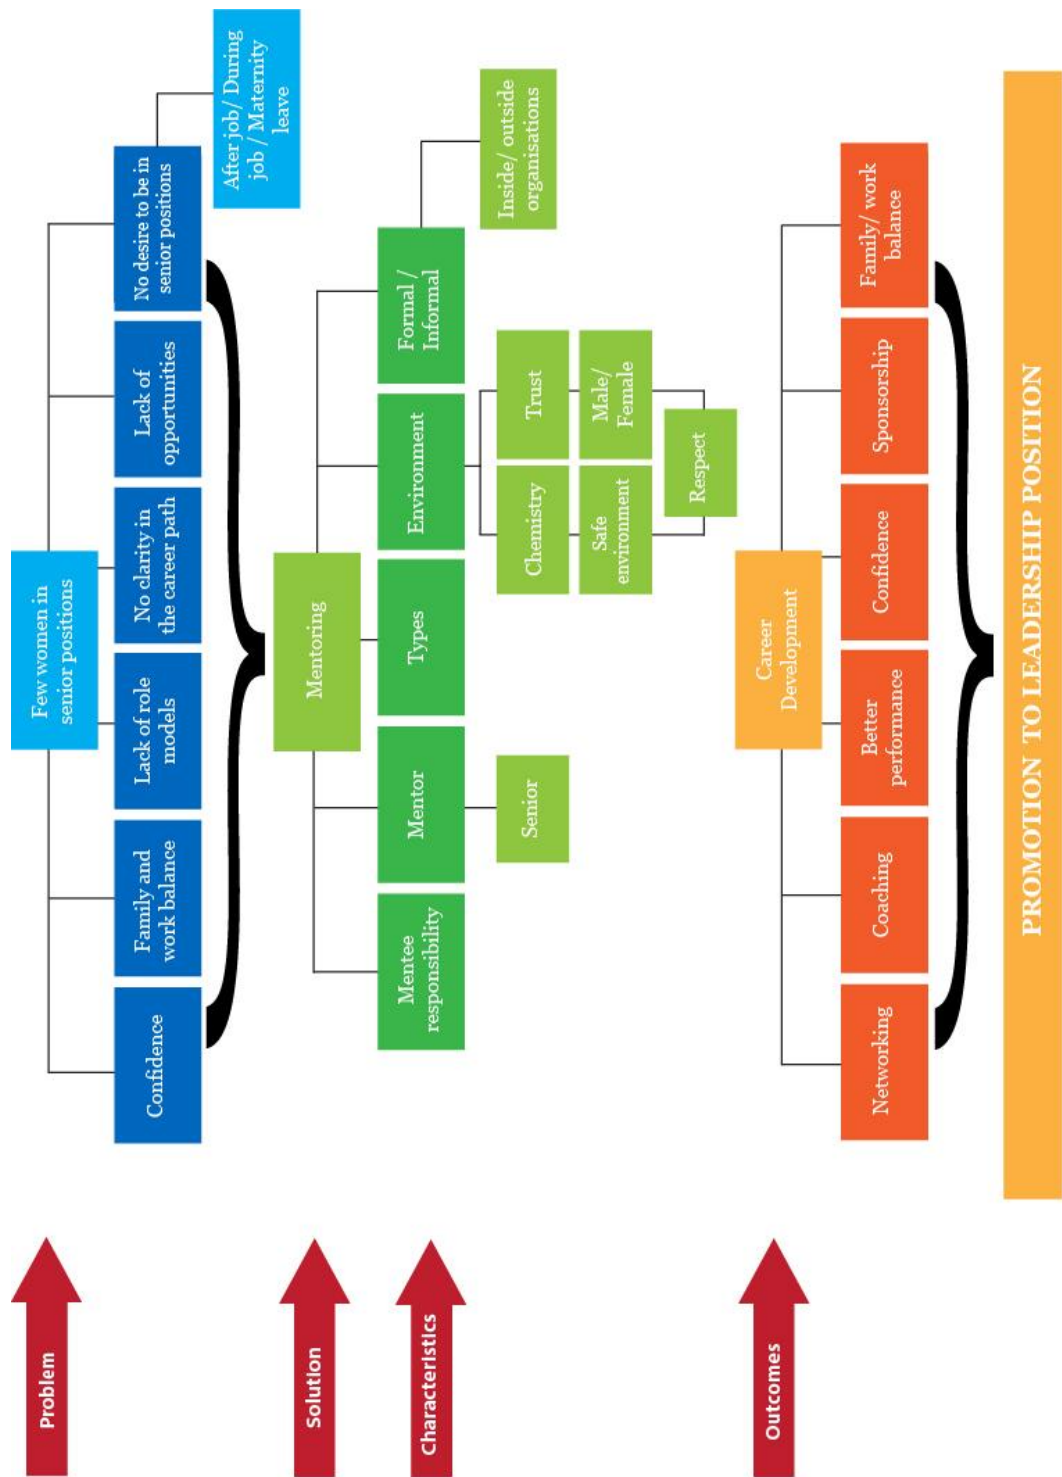 Problem
Few women in
senior positions
Confidence
Family and
work balance
Lack of role
models
No clarity in
the career path
Lack of
opportunities
No desire to be in
senior positions
After job/ During
job / Maternity
leave
Solution
Mentoring
Characteristics
Mentee
responsibility
Mentor
Types
Environment
Formal /
Informal
Senior
Chemistry
Trust
Safe
environment
Male/
Female
Respect
Inside/ outside
organisations
Outcomes
Career
Development
Networking
Coaching
Better
performance
Confidence
Sponsorship
Family/ work
balance
PROMOTION TO LEADERSHIP POSITION